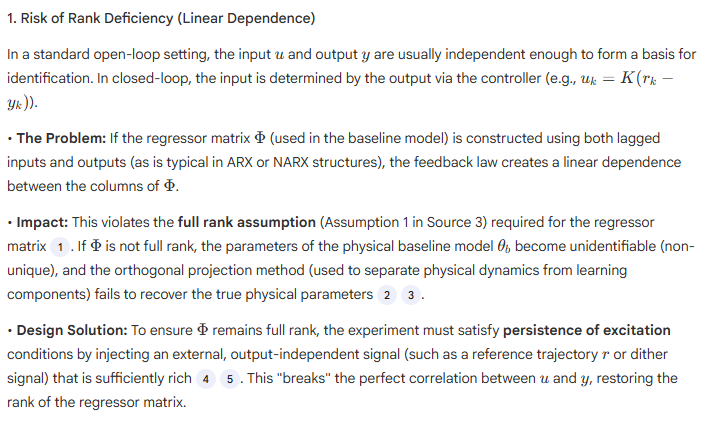 1. Risk of Rank Deficiency (Linear Dependence)
In a standard open-loop setting, the input u and output y are usually independent enough to form a basis for
identification. In closed-loop, the input is determined by the output via the controller (e.g., uₖ = K(rₖ −
yₖ)).
• The Problem: If the regressor matrix Φ (used in the baseline model) is constructed using both lagged
inputs and outputs (as is typical in ARX or NARX structures), the feedback law creates a linear dependence
between the columns of Φ.
• Impact: This violates the full rank assumption (Assumption 1 in Source 3) required for the regressor
matrix 1 . If Φ is not full rank, the parameters of the physical baseline model θ_b become unidentifiable (non-
unique), and the orthogonal projection method (used to separate physical dynamics from learning
components) fails to recover the true physical parameters 2 3 .
• Design Solution: To ensure Φ remains full rank, the experiment must satisfy persistence of excitation
conditions by injecting an external, output-independent signal (such as a reference trajectory r or dither
signal) that is sufficiently rich 4 5 . This "breaks" the perfect correlation between u and y, restoring the
rank of the regressor matrix.